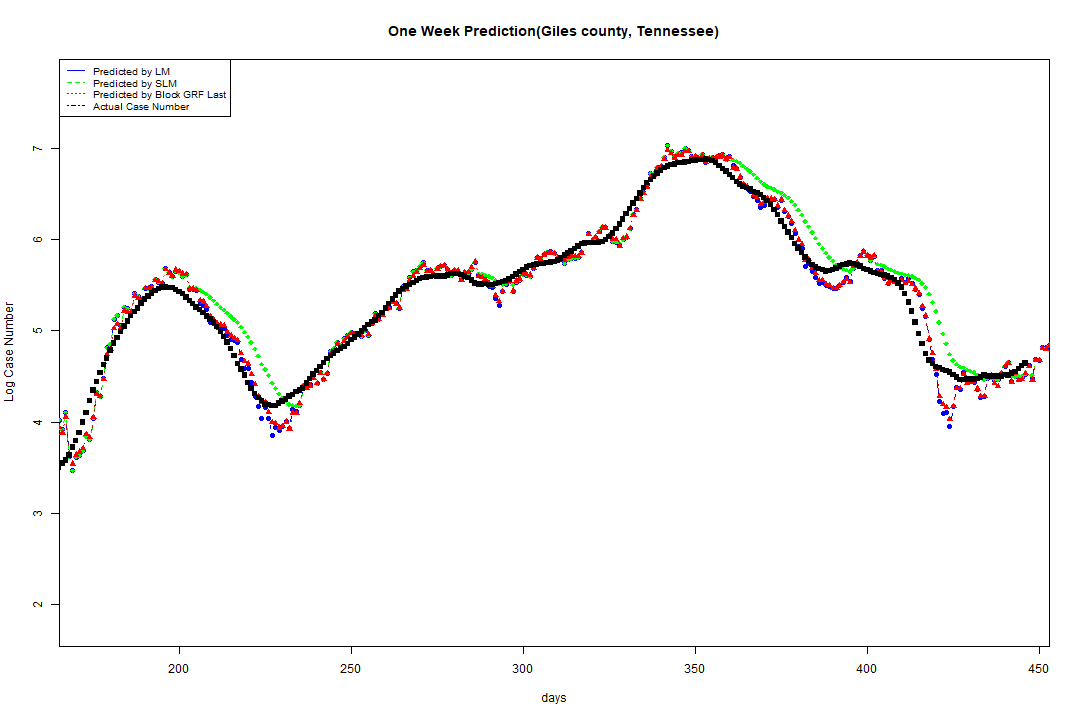 One Week Prediction(Giles county, Tennessee)
Predicted by LM
Predicted by SLM
Predicted by Block GRF Last
Actual Case Number
Log Case Number
7
6
5
4
3
2
200 250 300 350 400 450
days